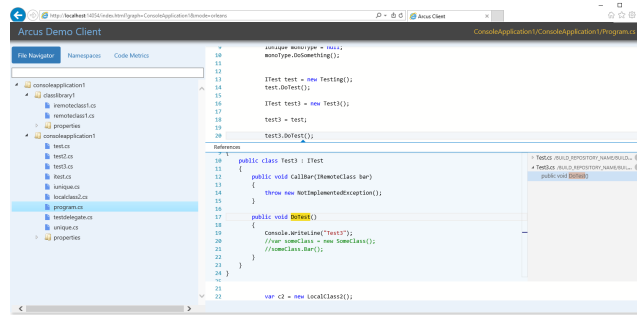 http://localhost:14034/index.html?graph=ConsoleApplication1&mode=orleans
Arcus Client
Arcus Demo Client
ConsoleApplication1/ConsoleApplication1/Program.cs
File Navigator
Namespaces
Code Metrics
consoleapplication1
classlibrary1
iremoteclass1.cs
remoteclass1.cs
properties
consoleapplication1
test.cs
test2.cs
test3.cs
itest.cs
iunique.cs
localclass2.cs
program.cs
testdelegate.cs
unique.cs
properties
9 IUnique monoType = null;
10 monoType.DoSomething();
11
12
13 ITest test = new Testing();
14 test.DoTest();
15
16 ITest test3 = new Test3();
17
18 test3 = test;
19
20 test3.DoTest();
References
9 {
10 public class Test3 : ITest
11 {
12 public void CallBar(IRemoteClass bar)
13 {
14 throw new NotImplementedException();
15 }
16
17 public void DoTest()
18 {
19 Console.WriteLine("Test3");
20 //var someClass = new SomeClass();
21 //someClass.Bar();
22 }
23 }
24 }
25
Test.cs /BUILD_REPOSITORY_NAME/BUILD...
Test3.cs /BUILD_REPOSITORY_NAME/BUIL...
public void DoTest()
21
22 var c2 = new LocalClass2();